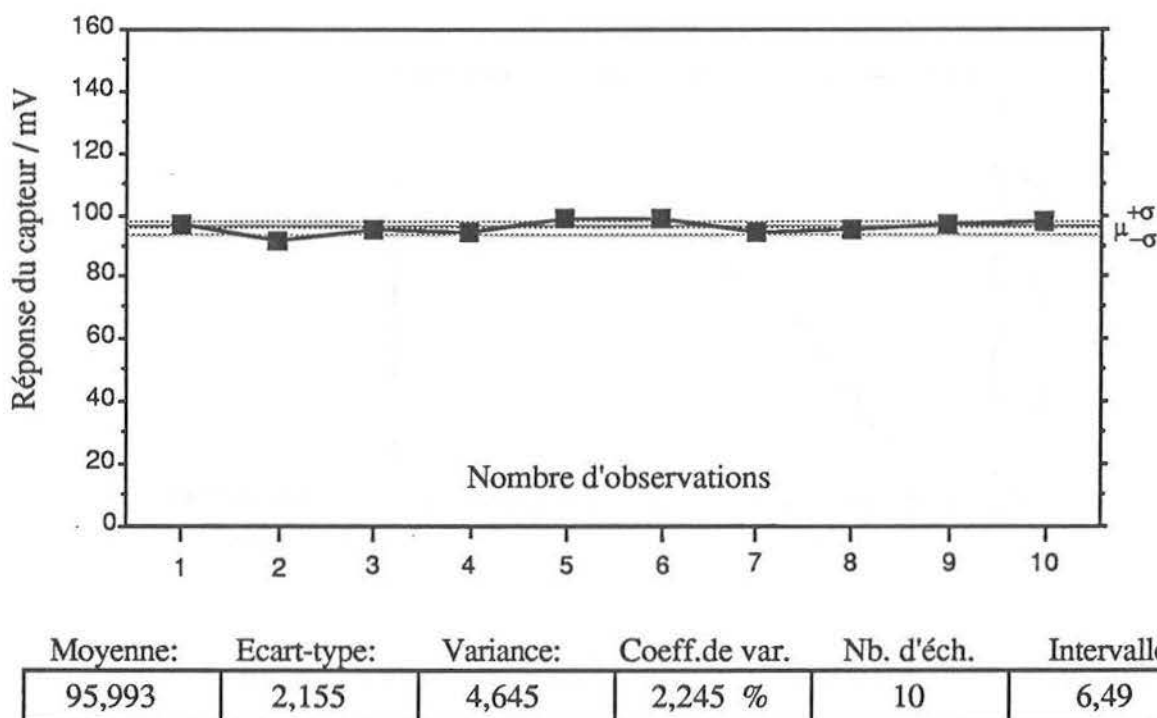 160
140
120
100
80
60
40
20
0
Réponse du capteur / mV
+σ
μ
−σ
Nombre d'observations
1 2 3 4 5 6 7 8 9 10
Moyenne: Ecart-type: Variance: Coeff.de var. Nb. d'éch. Intervalle
95,993 2,155 4,645 2,245 % 10 6,49